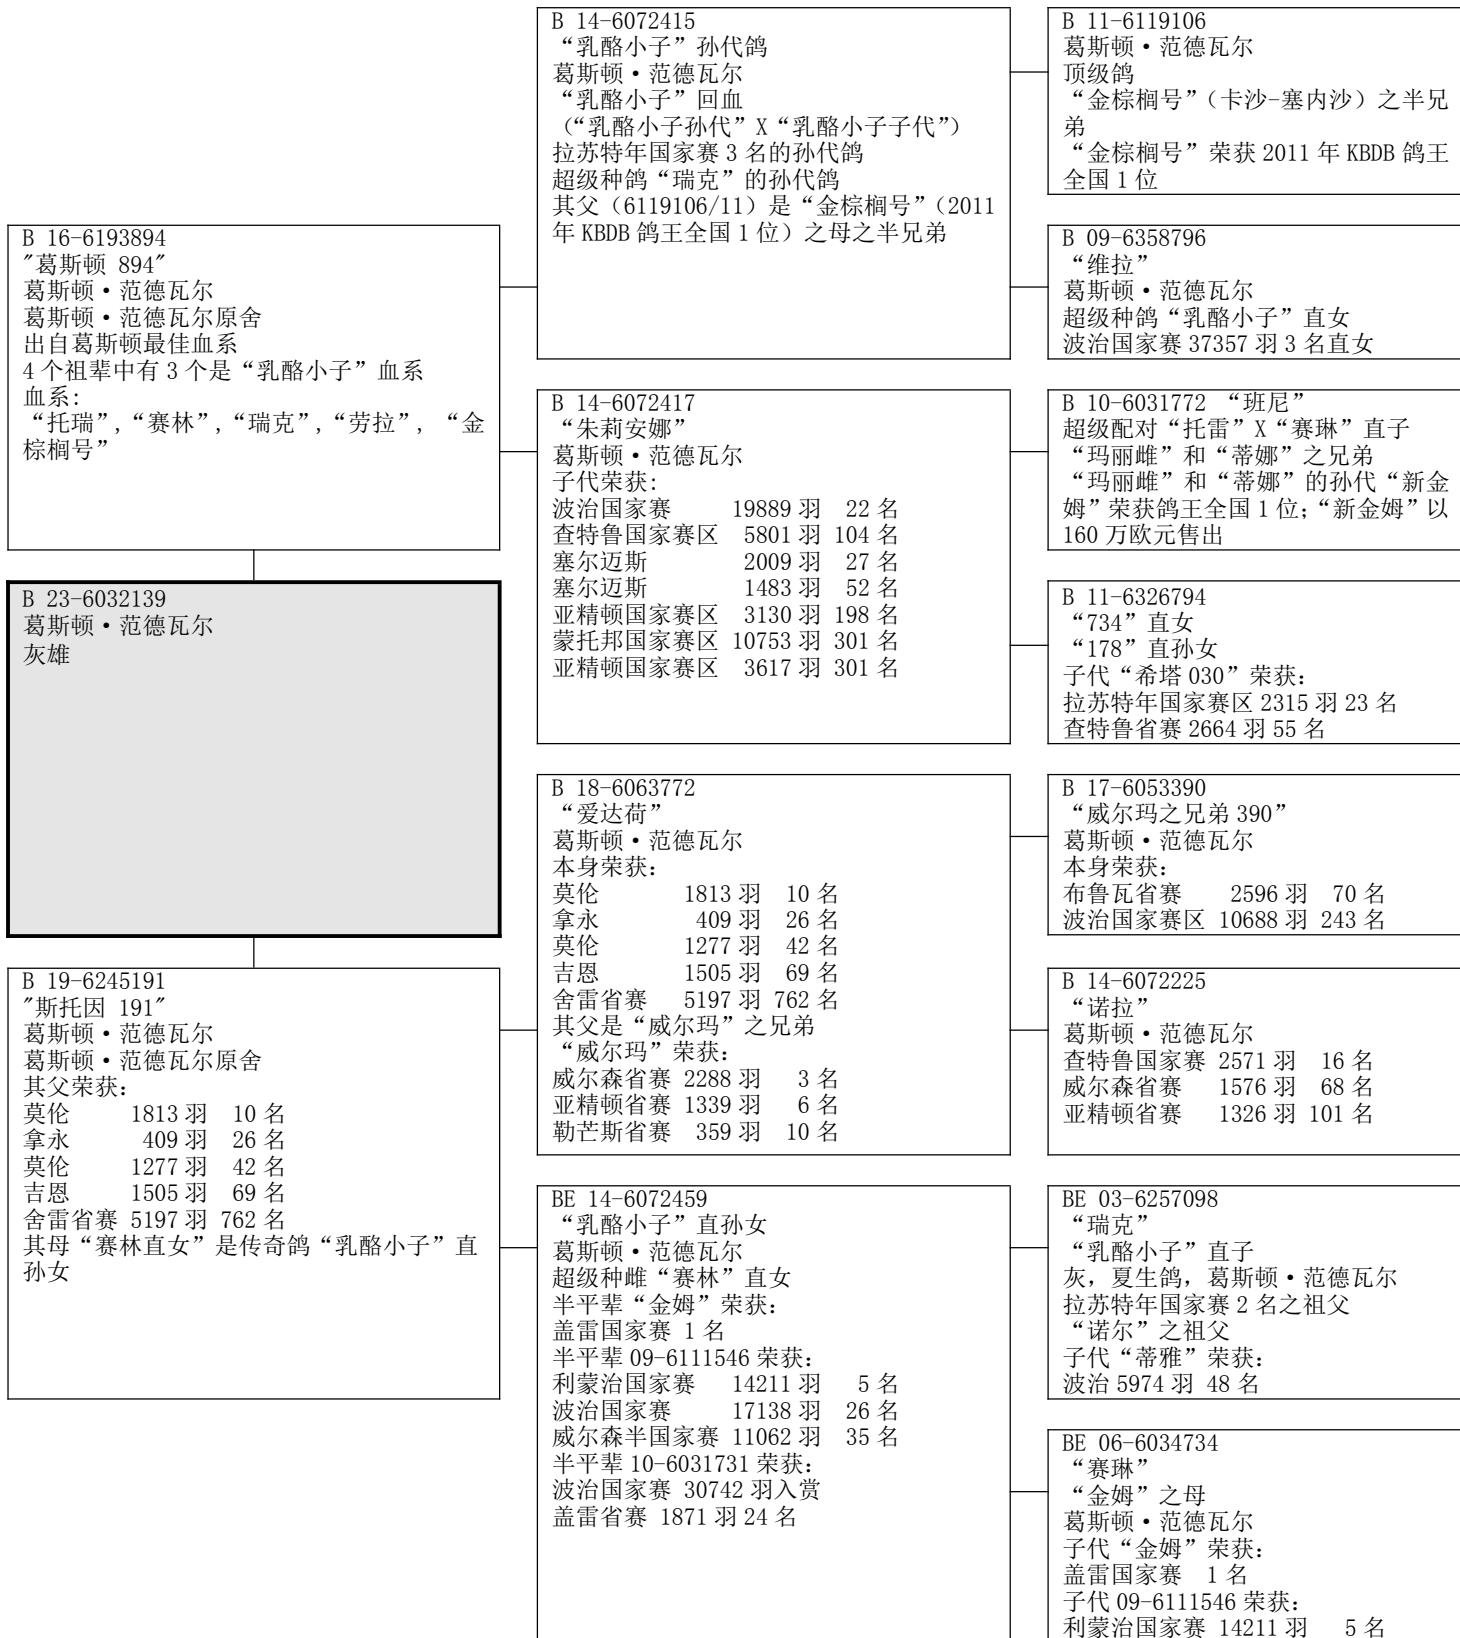 B 16-6193894
"葛斯顿 894"
葛斯顿·范德瓦尔
葛斯顿·范德瓦尔原舍
出自葛斯顿最佳血系
4 个祖辈中有 3 个是“乳酪小子”血系
血系:
“托瑞”,“赛林”,“瑞克”,“劳拉”, “金
棕榈号”
B 23-6032139
葛斯顿·范德瓦尔
灰雄
B 19-6245191
"斯托因 191"
葛斯顿·范德瓦尔
葛斯顿·范德瓦尔原舍
其父荣获:
莫伦 1813 羽 10 名
拿永 409 羽 26 名
莫伦 1277 羽 42 名
吉恩 1505 羽 69 名
舍雷省赛 5197 羽 762 名
其母“赛林直女”是传奇鸽“乳酪小子”直
孙女
B 14-6072415
“乳酪小子”孙代鸽
葛斯顿·范德瓦尔
“乳酪小子”回血
(“乳酪小子孙代”X“乳酪小子子代”)
拉苏特年国家赛 3 名的孙代鸽
超级种鸽“瑞克”的孙代鸽
其父（6119106/11）是“金棕榈号”(2011
年 KBDB 鸽王全国 1 位）之母之半兄弟
B 14-6072417
“朱莉安娜”
葛斯顿·范德瓦尔
子代荣获:
波治国家赛 19889 羽 22 名
查特鲁国家赛区 5801 羽 104 名
塞尔迈斯 2009 羽 27 名
塞尔迈斯 1483 羽 52 名
亚精顿国家赛区 3130 羽 198 名
蒙托邦国家赛区 10753 羽 301 名
亚精顿国家赛区 3617 羽 301 名
B 18-6063772
“爱达荷”
葛斯顿·范德瓦尔
本身荣获:
莫伦 1813 羽 10 名
拿永 409 羽 26 名
莫伦 1277 羽 42 名
吉恩 1505 羽 69 名
舍雷省赛 5197 羽 762 名
其父是“威尔玛”之兄弟
“威尔玛”荣获:
威尔森省赛 2288 羽 3 名
亚精顿省赛 1339 羽 6 名
勒芒斯省赛 359 羽 10 名
BE 14-6072459
“乳酪小子”直孙女
葛斯顿·范德瓦尔
超级种雌“赛林”直女
半平辈“金姆”荣获:
盖雷国家赛 1 名
半平辈 09-6111546 荣获:
利蒙治国家赛 14211 羽 5 名
波治国家赛 17138 羽 26 名
威尔森半国家赛 11062 羽 35 名
半平辈 10-6031731 荣获:
波治国家赛 30742 羽入赏
盖雷省赛 1871 羽 24 名
B 11-6119106
葛斯顿·范德瓦尔
顶级鸽
“金棕榈号”（卡沙-塞内沙）之半兄
弟
“金棕榈号”荣获 2011 年 KBDB 鸽王
全国 1 位
B 09-6358796
“维拉”
葛斯顿·范德瓦尔
超级种鸽“乳酪小子”直女
波治国家赛 37357 羽 3 名直女
B 10-6031772 “班尼”
超级配对“托雷”X“赛琳”直子
“玛丽雌”和“蒂娜”之兄弟
“玛丽雌”和“蒂娜”的孙代“新金
姆”荣获鸽王全国 1 位;“新金姆”以
160 万欧元售出
B 11-6326794
“734”直女
“178”直孙女
子代“希塔 030”荣获:
拉苏特年国家赛区 2315 羽 23 名
查特鲁省赛 2664 羽 55 名
B 17-6053390
“威尔玛之兄弟 390”
葛斯顿·范德瓦尔
本身荣获:
布鲁瓦省赛 2596 羽 70 名
波治国家赛区 10688 羽 243 名
B 14-6072225
“诺拉”
葛斯顿·范德瓦尔
查特鲁国家赛 2571 羽 16 名
威尔森省赛 1576 羽 68 名
亚精顿省赛 1326 羽 101 名
BE 03-6257098
“瑞克”
“乳酪小子”直子
灰，夏生鸽，葛斯顿·范德瓦尔
拉苏特年国家赛 2 名之祖父
“诺尔”之祖父
子代“蒂雅”荣获:
波治 5974 羽 48 名
BE 06-6034734
“赛琳”
“金姆”之母
葛斯顿·范德瓦尔
子代“金姆”荣获:
盖雷国家赛 1 名
子代 09-6111546 荣获:
利蒙治国家赛 14211 羽 5 名